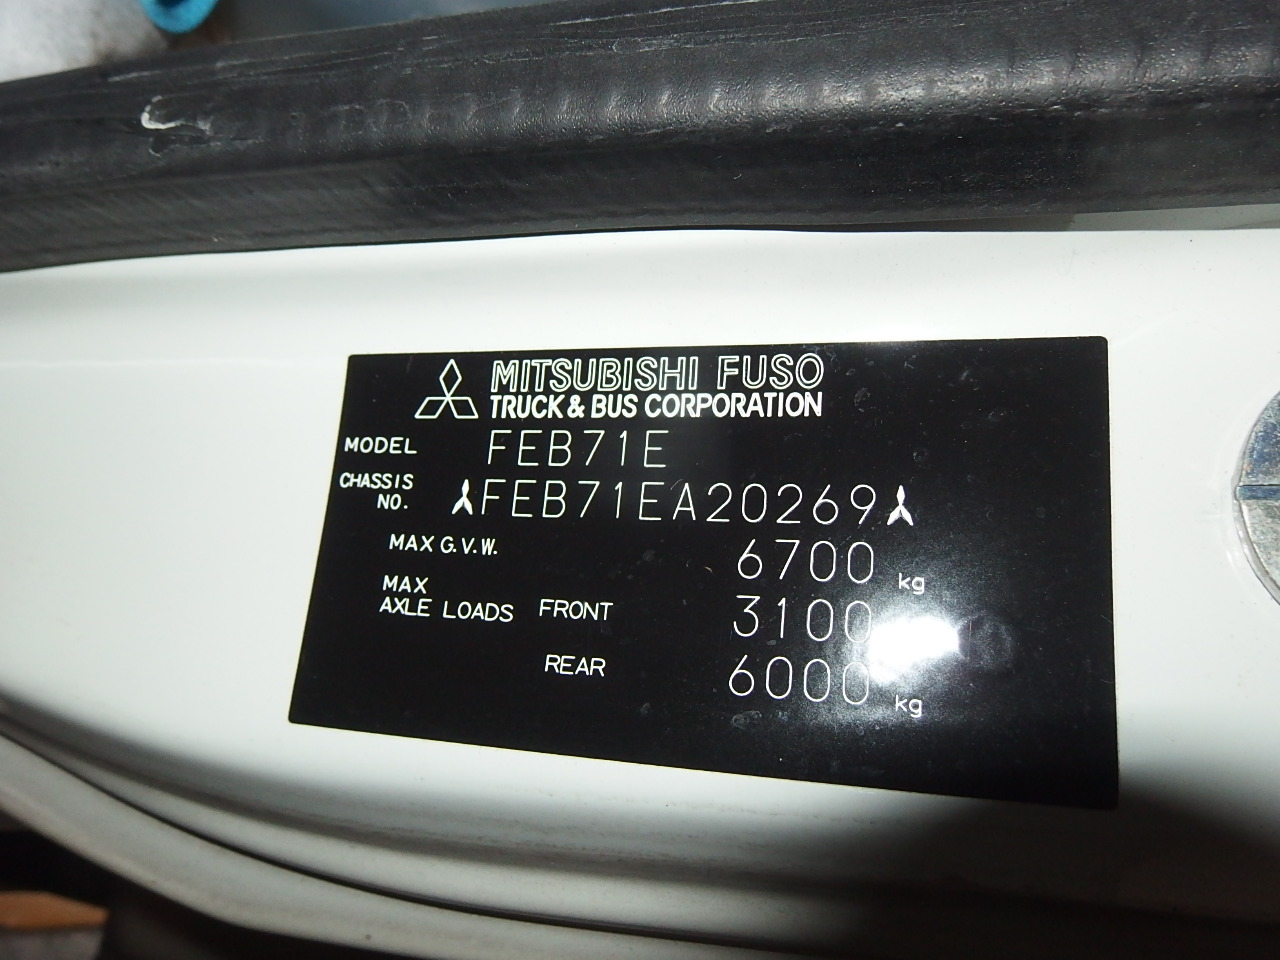 MITSUBISHI FUSO
TRUCK & BUS CORPORATION
MODEL FEB71E
CHASSIS NO. FEB71EA20269
MAX G.V.W. 6700 kg
MAX AXLE LOADS FRONT 3100
REAR 6000 kg